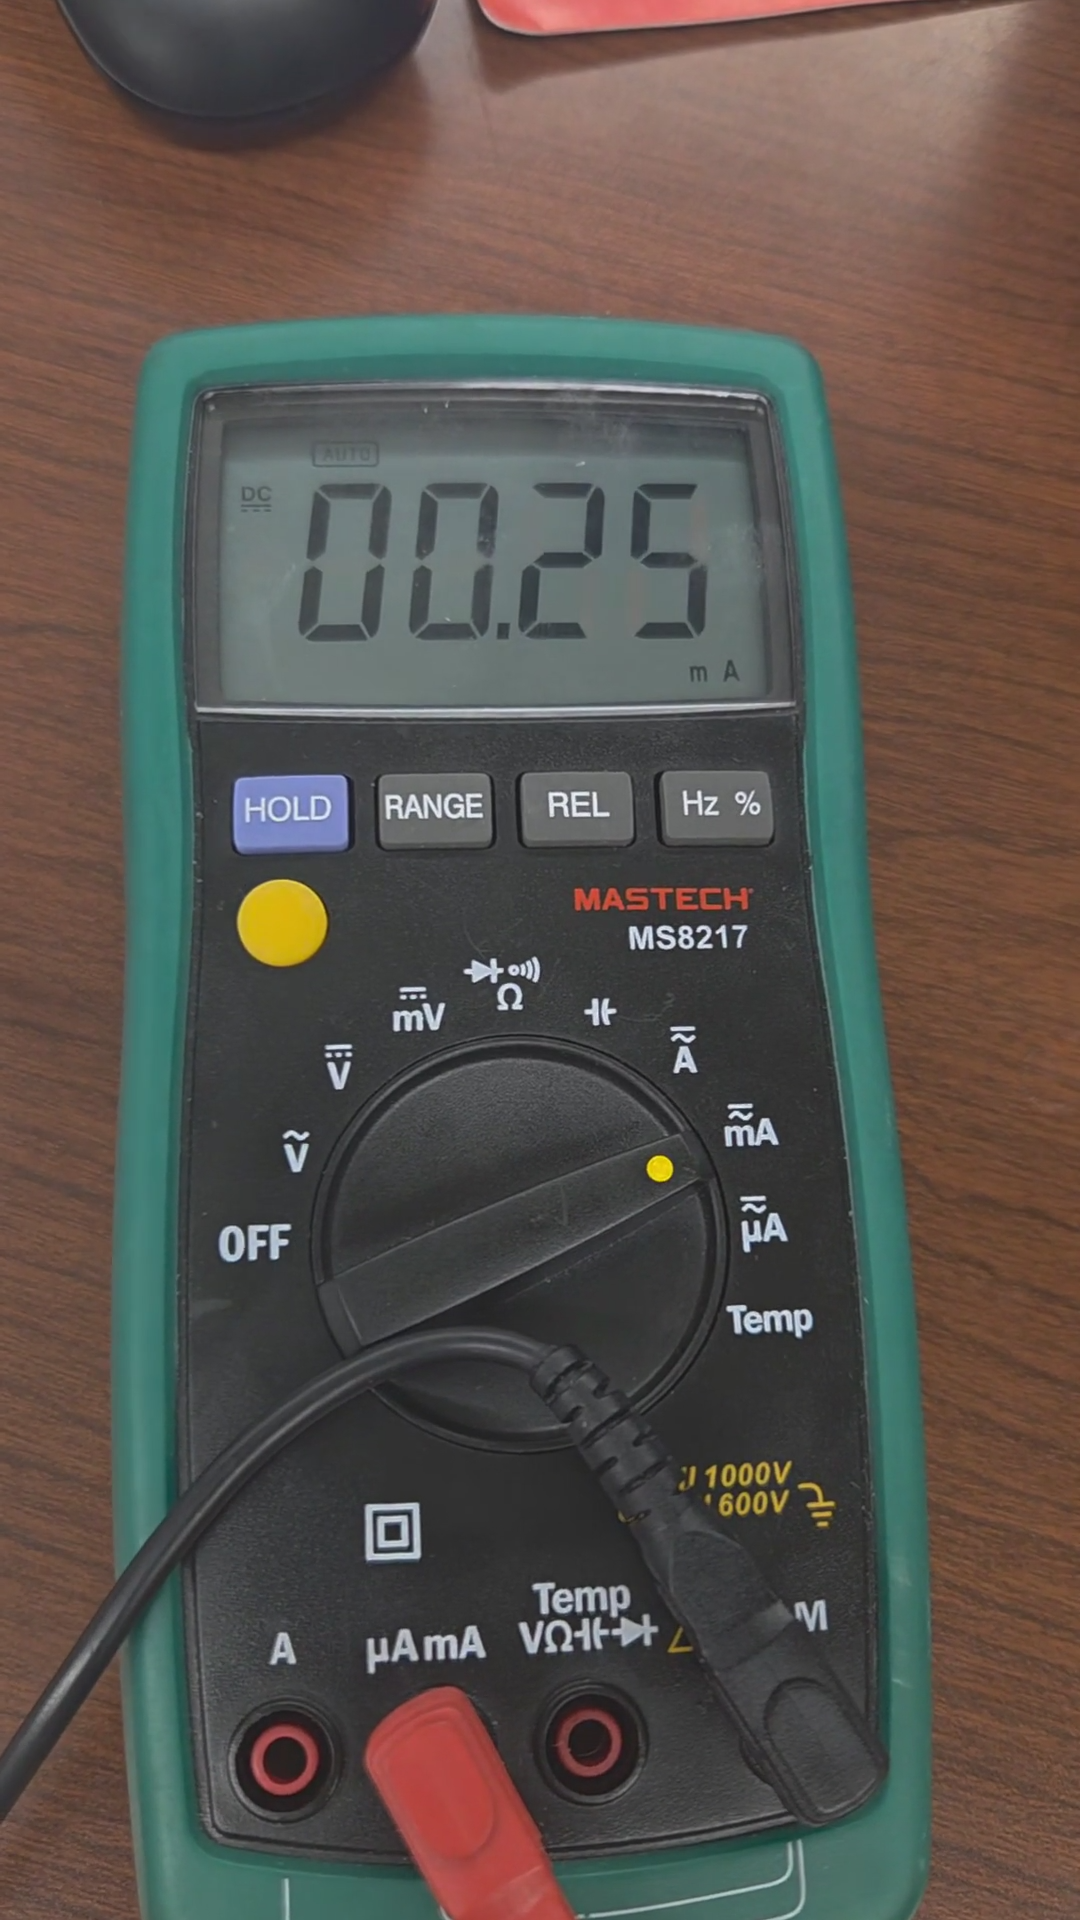 AUTO
DC
00.25
m A
HOLD RANGE REL Hz %
MASTECH
MS8217
Ω
mV
V
A
V
mA
OFF
µA
Temp
1000V
600V
Temp
A µA mA VΩ M